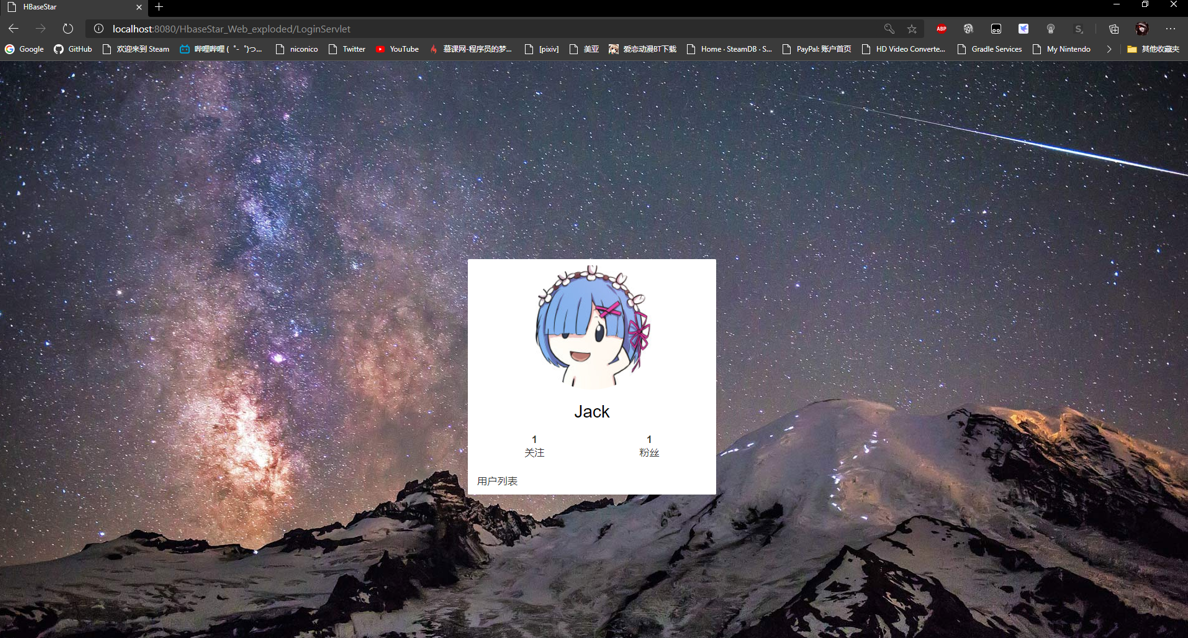 HBaseStar
localhost:8080/HbaseStar_Web_exploded/LoginServlet
ABP
S,
Google GitHub 欢迎来到 Steam 哔哩哔哩 ( ゜- ゜)つ... niconico Twitter YouTube 慕课网-程序员的梦... [pixiv] 美亚 爱恋动漫BT下载 Home · SteamDB · S... PayPal: 账户首页 HD Video Converte... Gradle Services My Nintendo 其他收藏夹
Jack
1 1
关注 粉丝
用户列表